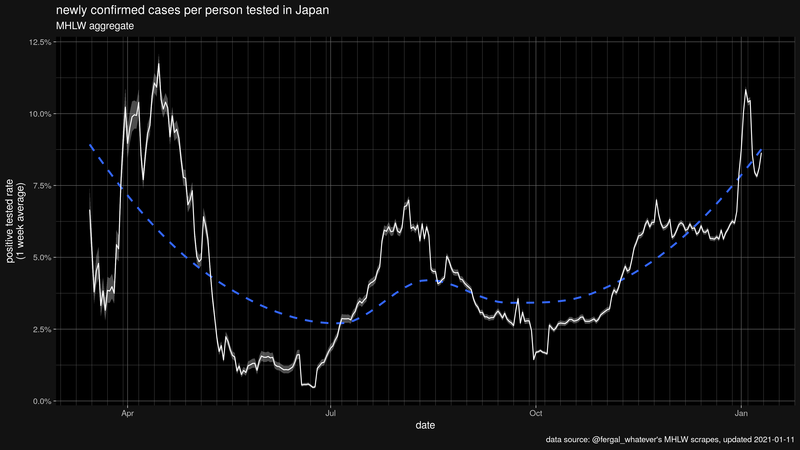 newly confirmed cases per person tested in Japan
MHLW aggregate
12.5%
10.0%
7.5%
5.0%
2.5%
0.0%
positive tested rate
(1 week average)
Apr
Jul
Oct
Jan
date
data source: @fergal_whatever's MHLW scrapes, updated 2021-01-11